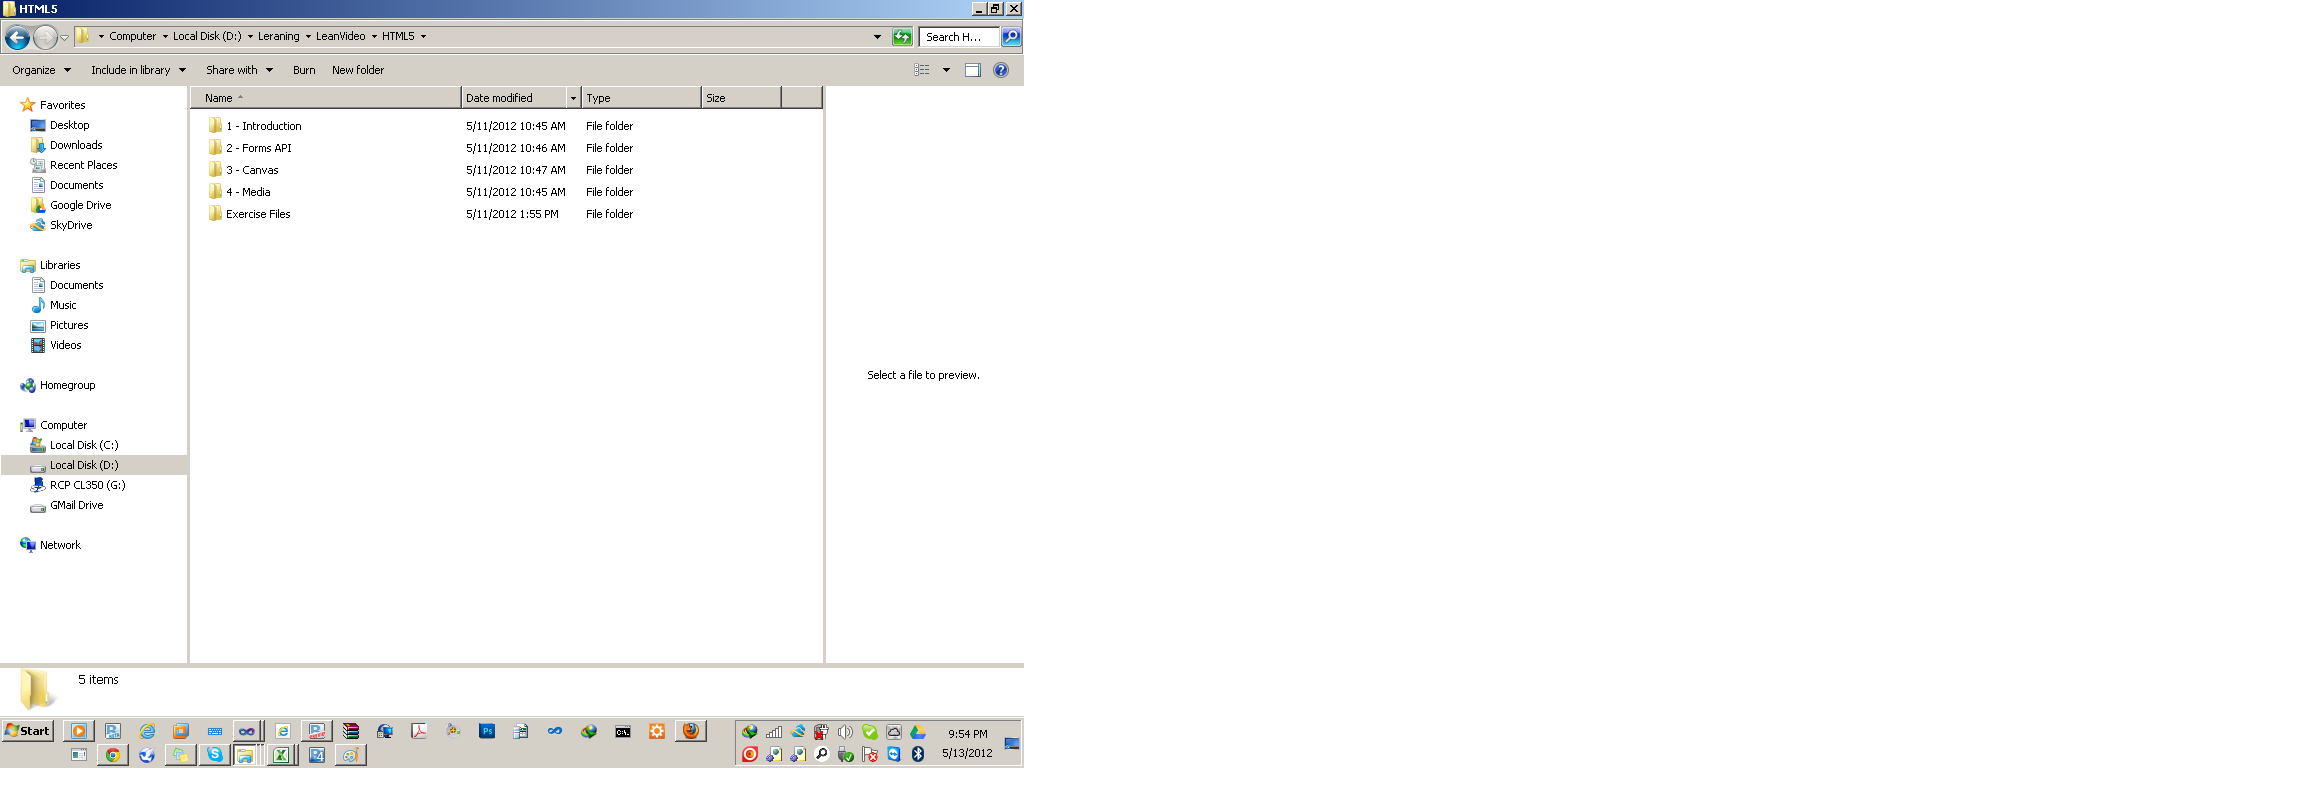 HTML5
Computer Local Disk (D:) Leraning LeanVideo HTML5 Search H...
Organize Include in library Share with Burn New folder
Name Date modified Type Size
Favorites
Desktop
Downloads
Recent Places
Documents
Google Drive
SkyDrive
Libraries
Documents
Music
Pictures
Videos
Homegroup
Computer
Local Disk (C:)
Local Disk (D:)
RCP CL350 (G:)
GMail Drive
Network
1 - Introduction 5/11/2012 10:45 AM File folder
2 - Forms API 5/11/2012 10:46 AM File folder
3 - Canvas 5/11/2012 10:47 AM File folder
4 - Media 5/11/2012 10:45 AM File folder
Exercise Files 5/11/2012 1:55 PM File folder
Select a file to preview.
5 items
Start
Ps
C:\.
9:54 PM
5/13/2012